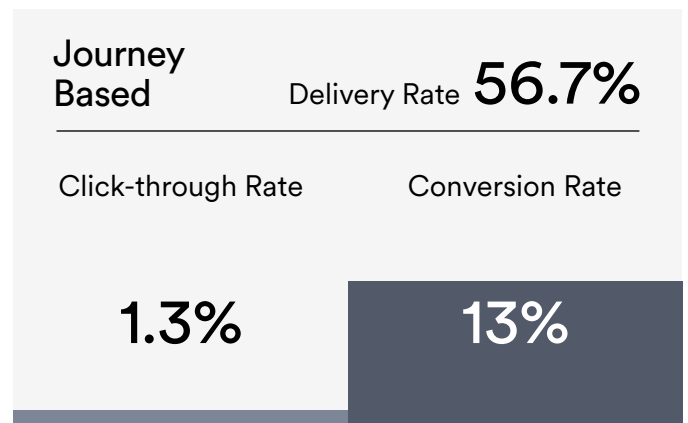 Journey
Based
Delivery Rate 56.7%
Click-through Rate
Conversion Rate
1.3%
13%